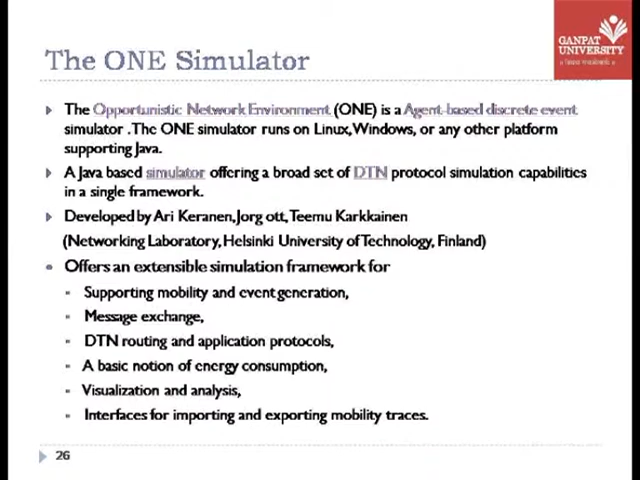 GANPAT
UNIVERSITY
The ONE Simulator
The Opportunistic Network Environment (ONE) is a Agent-based discrete event
simulator .The ONE simulator runs on Linux, Windows, or any other platform
supporting Java.
A Java based simulator offering a broad set of DTN protocol simulation capabilities
in a single framework.
Developed by Ari Keranen, Jorg ott, Teemu Karkkainen
(Networking Laboratory, Helsinki University of Technology, Finland)
Offers an extensible simulation framework for
Supporting mobility and event generation,
Message exchange,
DTN routing and application protocols,
A basic notion of energy consumption,
Visualization and analysis,
Interfaces for importing and exporting mobility traces.
26